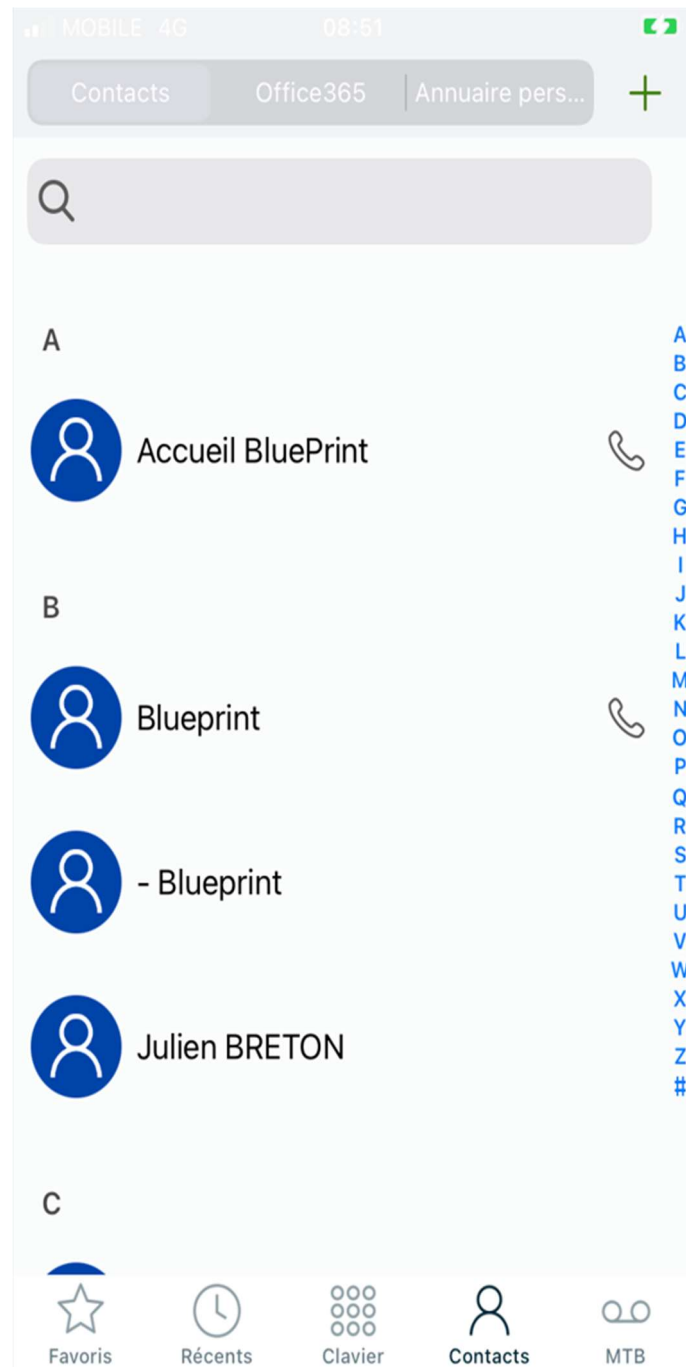 MOBILE 4G 08:51
Contacts Office365 Annuaire pers...
A
Accueil BluePrint
B
Blueprint
- Blueprint
Julien BRETON
C
A
B
C
D
E
F
G
H
I
J
K
L
M
N
O
P
Q
R
S
T
U
V
W
X
Y
Z
#
Favoris Récents Clavier Contacts MTB